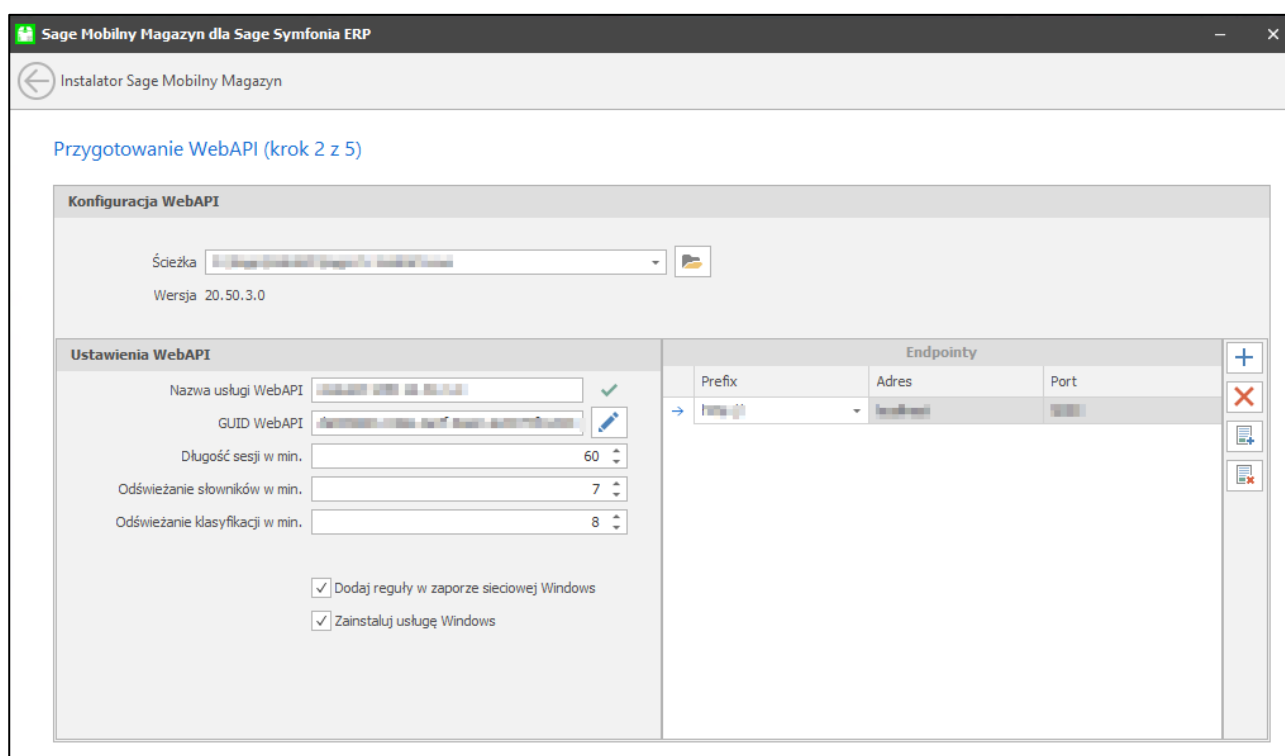 Sage Mobilny Magazyn dla Sage Symfonia ERP
Instalator Sage Mobilny Magazyn
Przygotowanie WebAPI (krok 2 z 5)
Konfiguracja WebAPI
Ścieżka
Wersja 20.50.3.0
Ustawienia WebAPI
Nazwa usługi WebAPI
GUID WebAPI
Długość sesji w min. 60
Odświeżanie słowników w min. 7
Odświeżanie klasyfikacji w min. 8
Dodaj reguły w zaporze sieciowej Windows
Zainstaluj usługę Windows
Endpointy
Prefix Adres Port